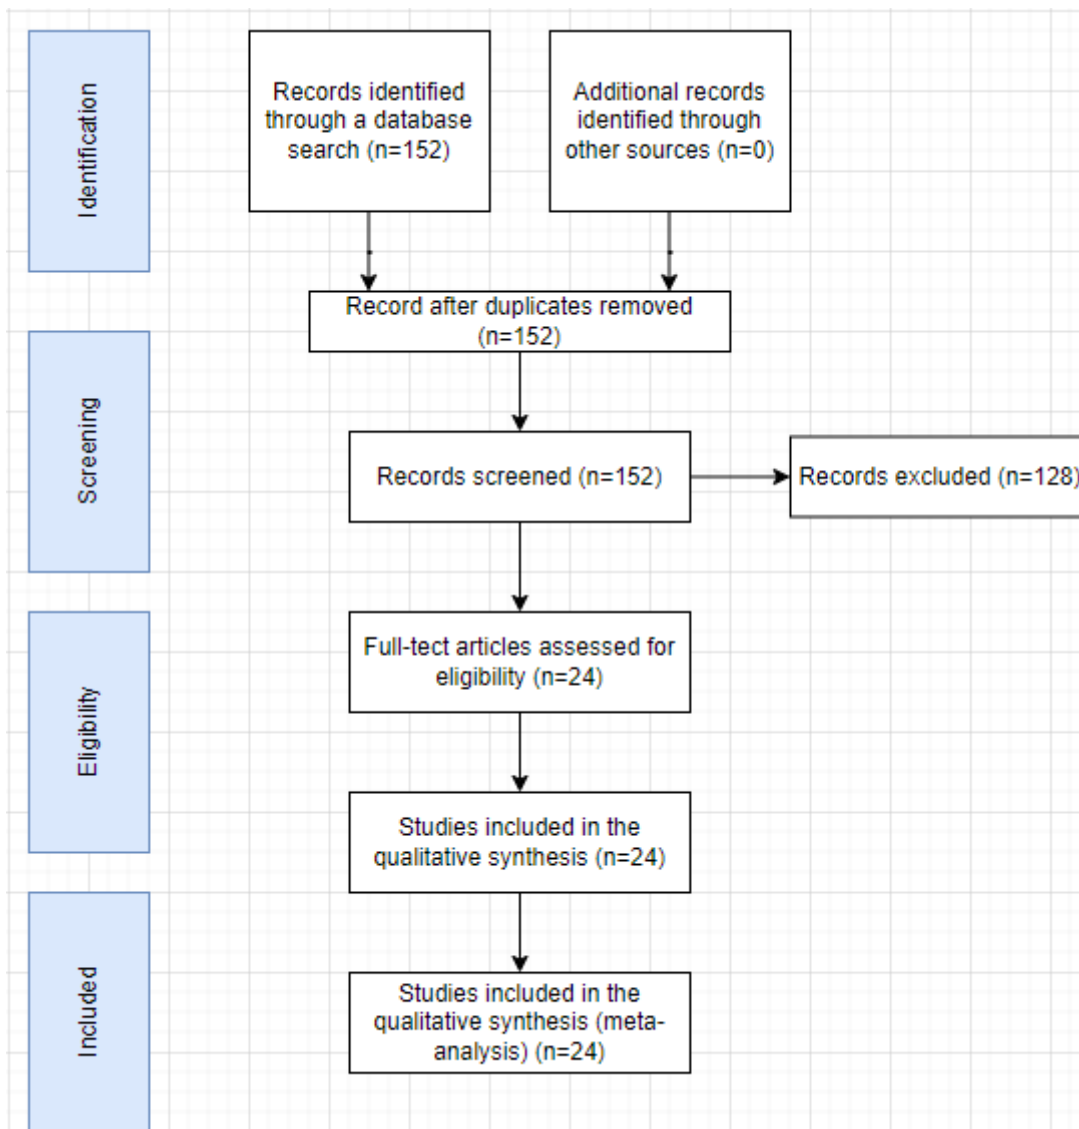 Identification
Records identified
through a database
search (n=152)
Additional records
identified through
other sources (n=0)
Record after duplicates removed
(n=152)
Screening
Records screened (n=152)
Records excluded (n=128)
Eligibility
Full-tect articles assessed for
eligibility (n=24)
Studies included in the
qualitative synthesis (n=24)
Included
Studies included in the
qualitative synthesis (meta-
analysis) (n=24)